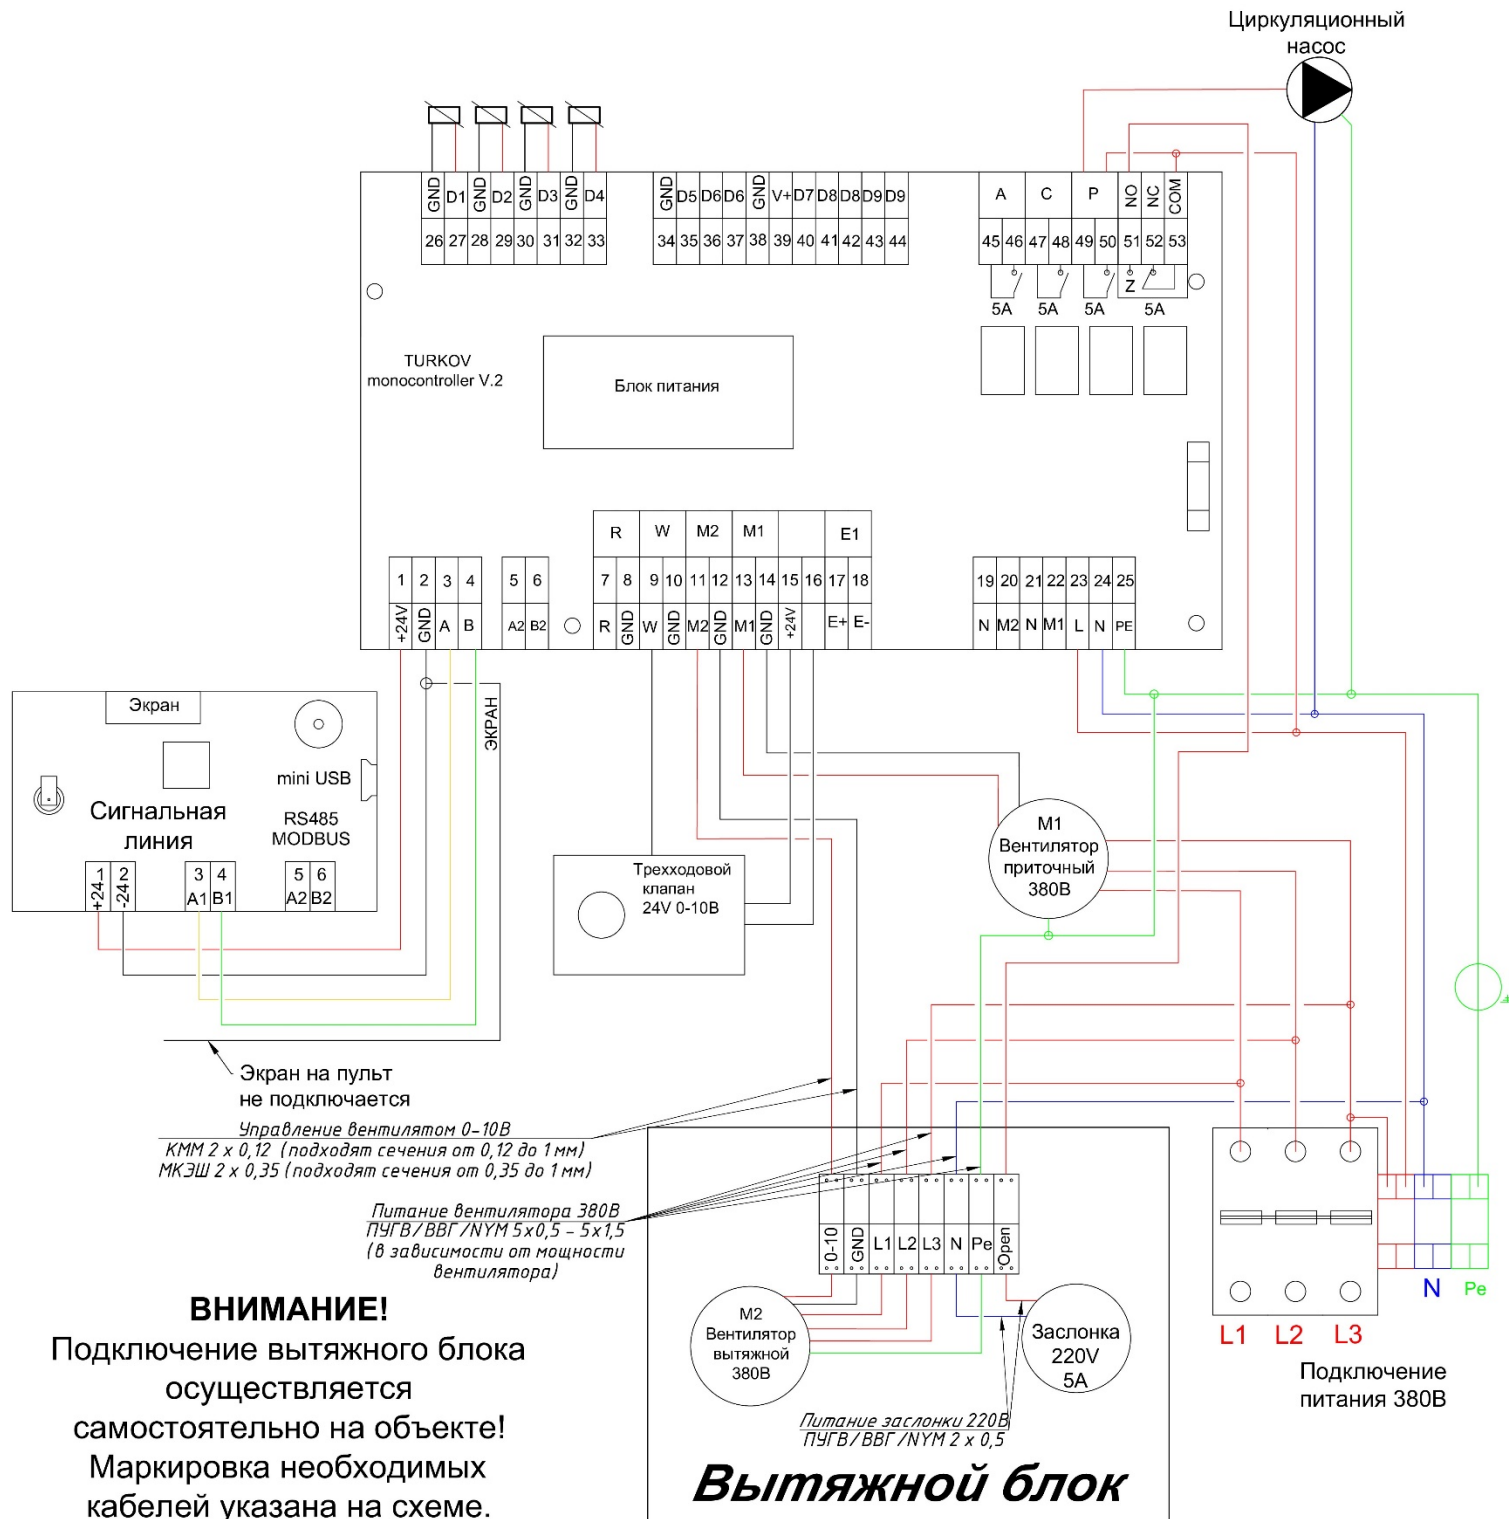 Циркуляционный
насос
GND D1 GND D2 GND D3 GND D4
26 27 28 29 30 31 32 33
GND D5 D6 D6 GND V+ D7 D8 D8 D9 D9
34 35 36 37 38 39 40 41 42 43 44
A C P NO NC COM
45 46 47 48 49 50 51 52 53
Z
5A 5A 5A 5A
TURKOV
monocontroller V.2
Блок питания
R W M2 M1 E1
1 2 3 4
+24V GND A B
5 6
A2 B2
7 8 9 10 11 12 13 14 15 16 17 18
R GND W GND M2 GND M1 GND +24V E+ E-
19 20 21 22 23 24 25
N M2 N M1 L N PE
Экран
ЭКРАН
mini USB
Сигнальная
линия
RS485
MODBUS
1 2
+24 -24
3 4
A1 B1
5 6
A2 B2
Трехходовой
клапан
24V 0-10В
М1
Вентилятор
приточный
380В
Экран на пульт
не подключается
Управление вентилятом 0-10В
КММ 2 х 0,12 (подходят сечения от 0,12 до 1 мм)
МКЭШ 2 х 0,35 (подходят сечения от 0,35 до 1 мм)
Питание вентилятора 380В
ПУГВ/ВВГ/NYM 5х0,5 - 5х1,5
(в зависимости от мощности
вентилятора)
0-10 GND L1 L2 L3 N Pe Open
М2
Вентилятор
вытяжной
380В
Заслонка
220V
5A
Питание заслонки 220В
ПУГВ/ВВГ/NYM 2 х 0,5
Вытяжной блок
L1 L2 L3
N Pe
Подключение
питания 380В
ВНИМАНИЕ!
Подключение вытяжного блока
осуществляется
самостоятельно на объекте!
Маркировка необходимых
кабелей указана на схеме.